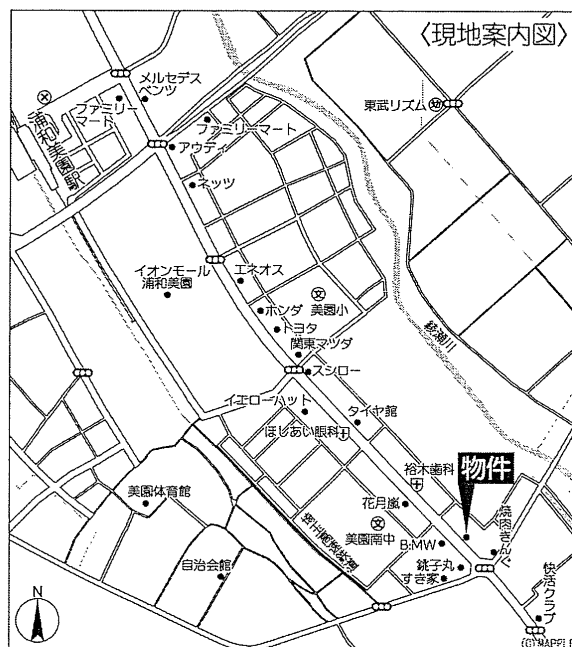 〈現地案内図〉
メルセデス
ベンツ
ファミリー
マート
浦和美園駅
ファミリーマート
アウディ
東武リズム
幼
ネッツ
イオンモール
浦和美園
エネオス
文
美園小
ホンダ
トヨタ
関東マツダ
綾瀬川
スシロー
イエローハット
タイヤ館
ほしあい眼科
裕木歯科
物件
美園体育館
花月嵐
文
美園南中
焼肉きんぐ
BMW
自治会館
銚子丸
すき家
快活クラブ
N
(C)MAPPLE